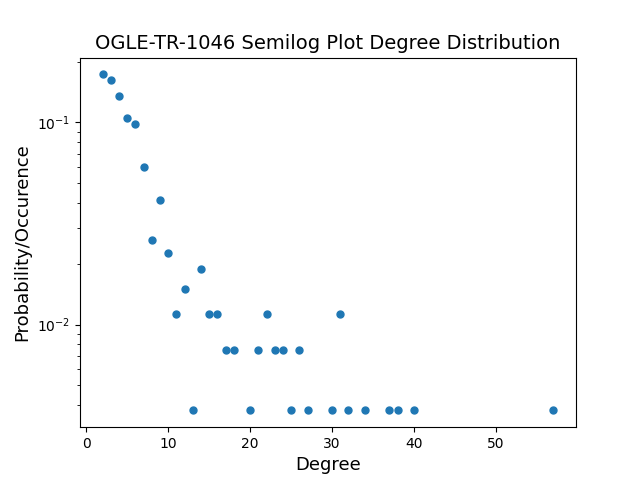 OGLE-TR-1046 Semilog Plot Degree Distribution
Probability/Occurence
10⁻¹
10⁻²
0 10 20 30 40 50
Degree